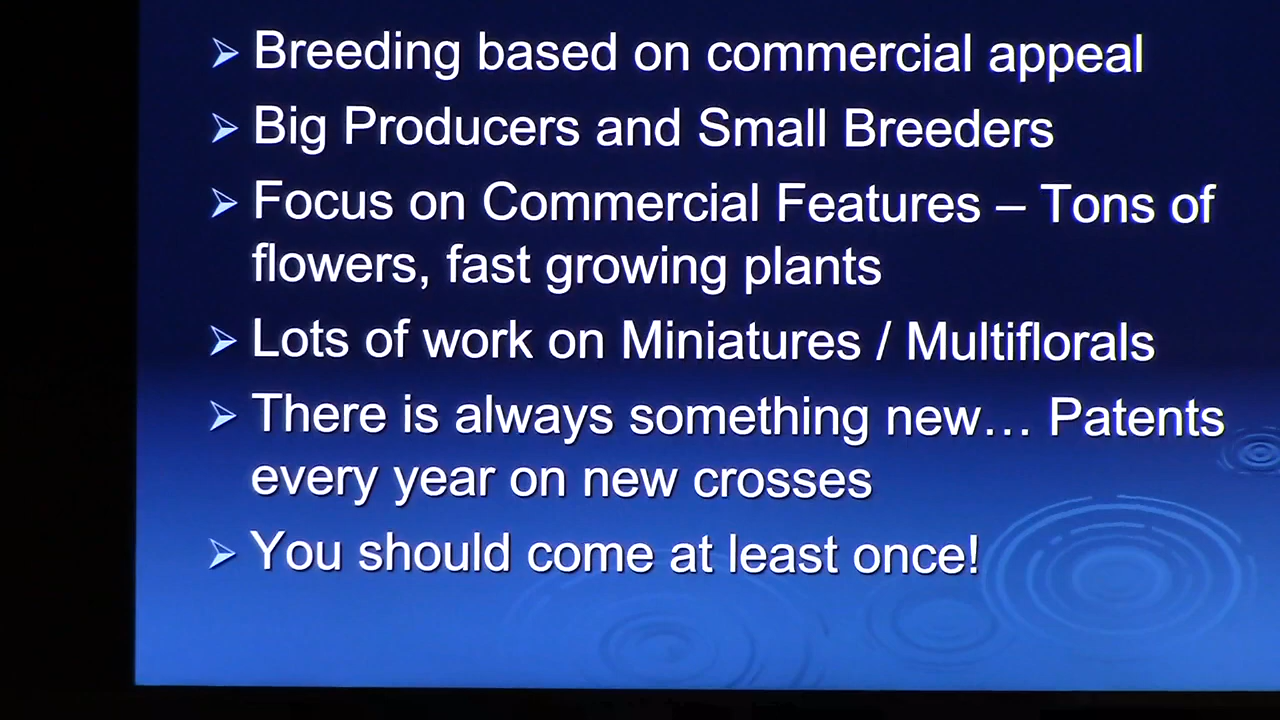 Breeding based on commercial appeal
Big Producers and Small Breeders
Focus on Commercial Features – Tons of
flowers, fast growing plants
Lots of work on Miniatures / Multiflorals
There is always something new… Patents
every year on new crosses
You should come at least once!